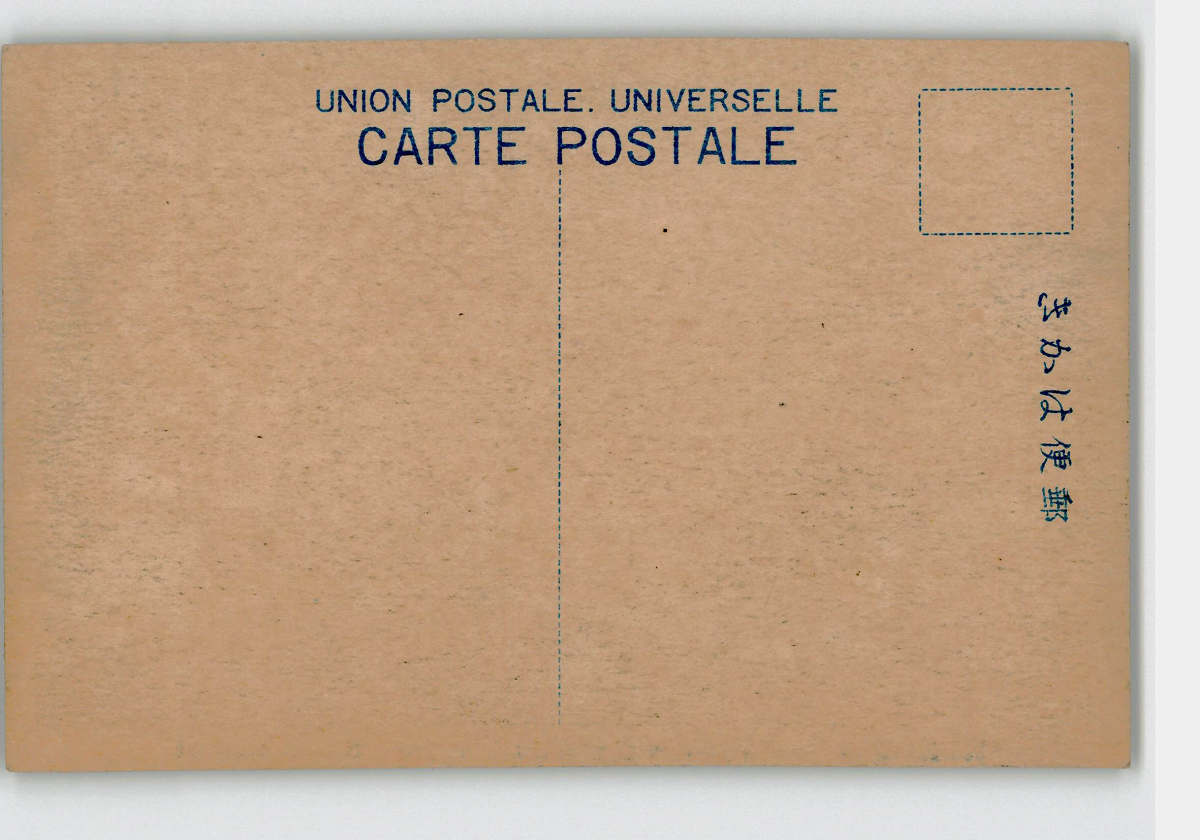 UNION POSTALE. UNIVERSELLE
CARTE POSTALE
郵便はかき